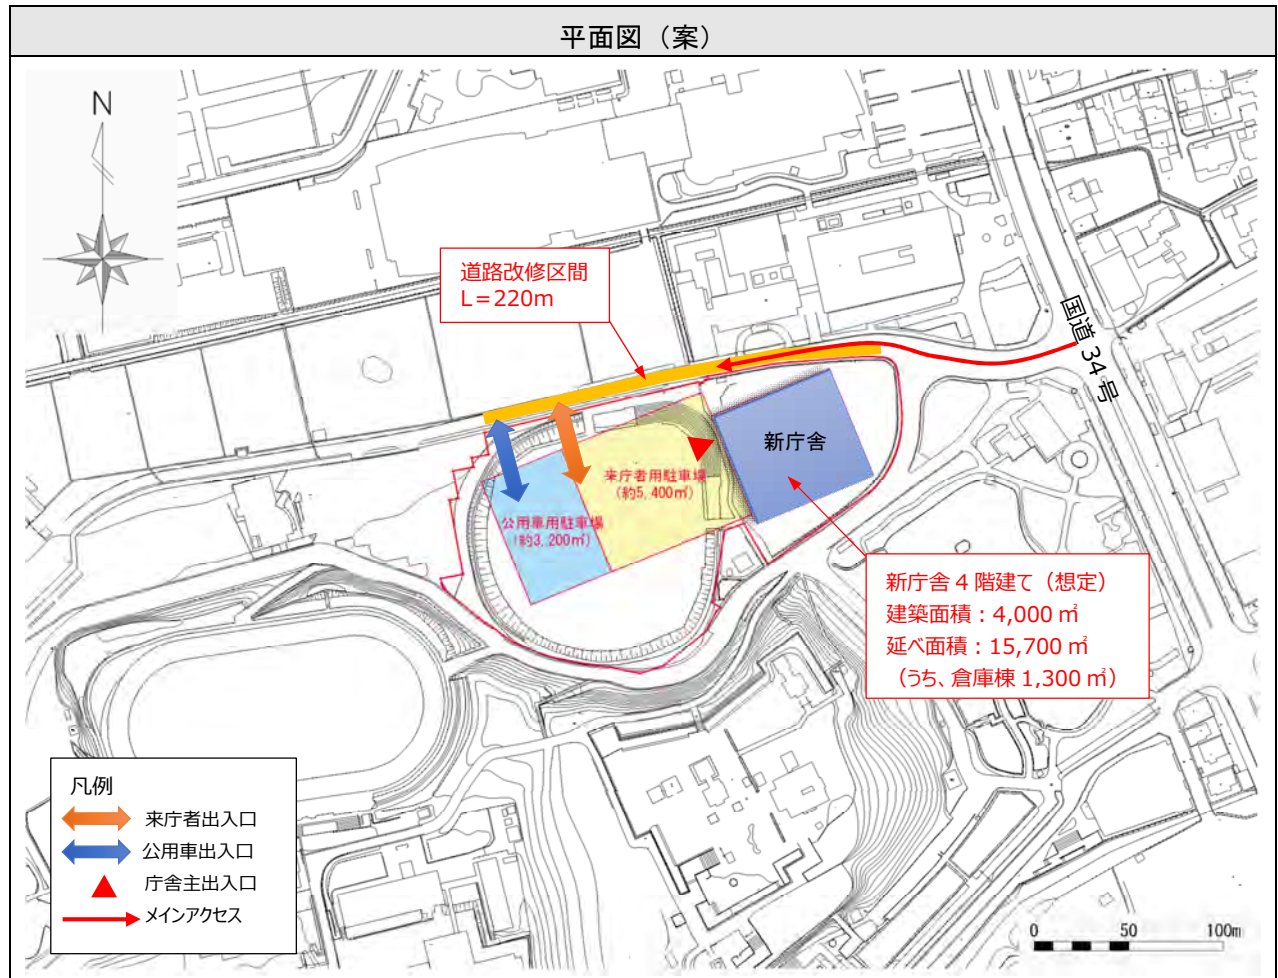 平面図（案）
N
道路改修区間
L＝220m
国道 34 号
新庁舎
来庁者用駐車場
(約5,400㎡)
公用車用駐車場
(約3,200㎡)
新庁舎 4 階建て（想定）
建築面積：4,000 ㎡
延べ面積：15,700 ㎡
（うち、倉庫棟 1,300 ㎡）
凡例
来庁者出入口
公用車出入口
庁舎主出入口
メインアクセス
0 50 100m